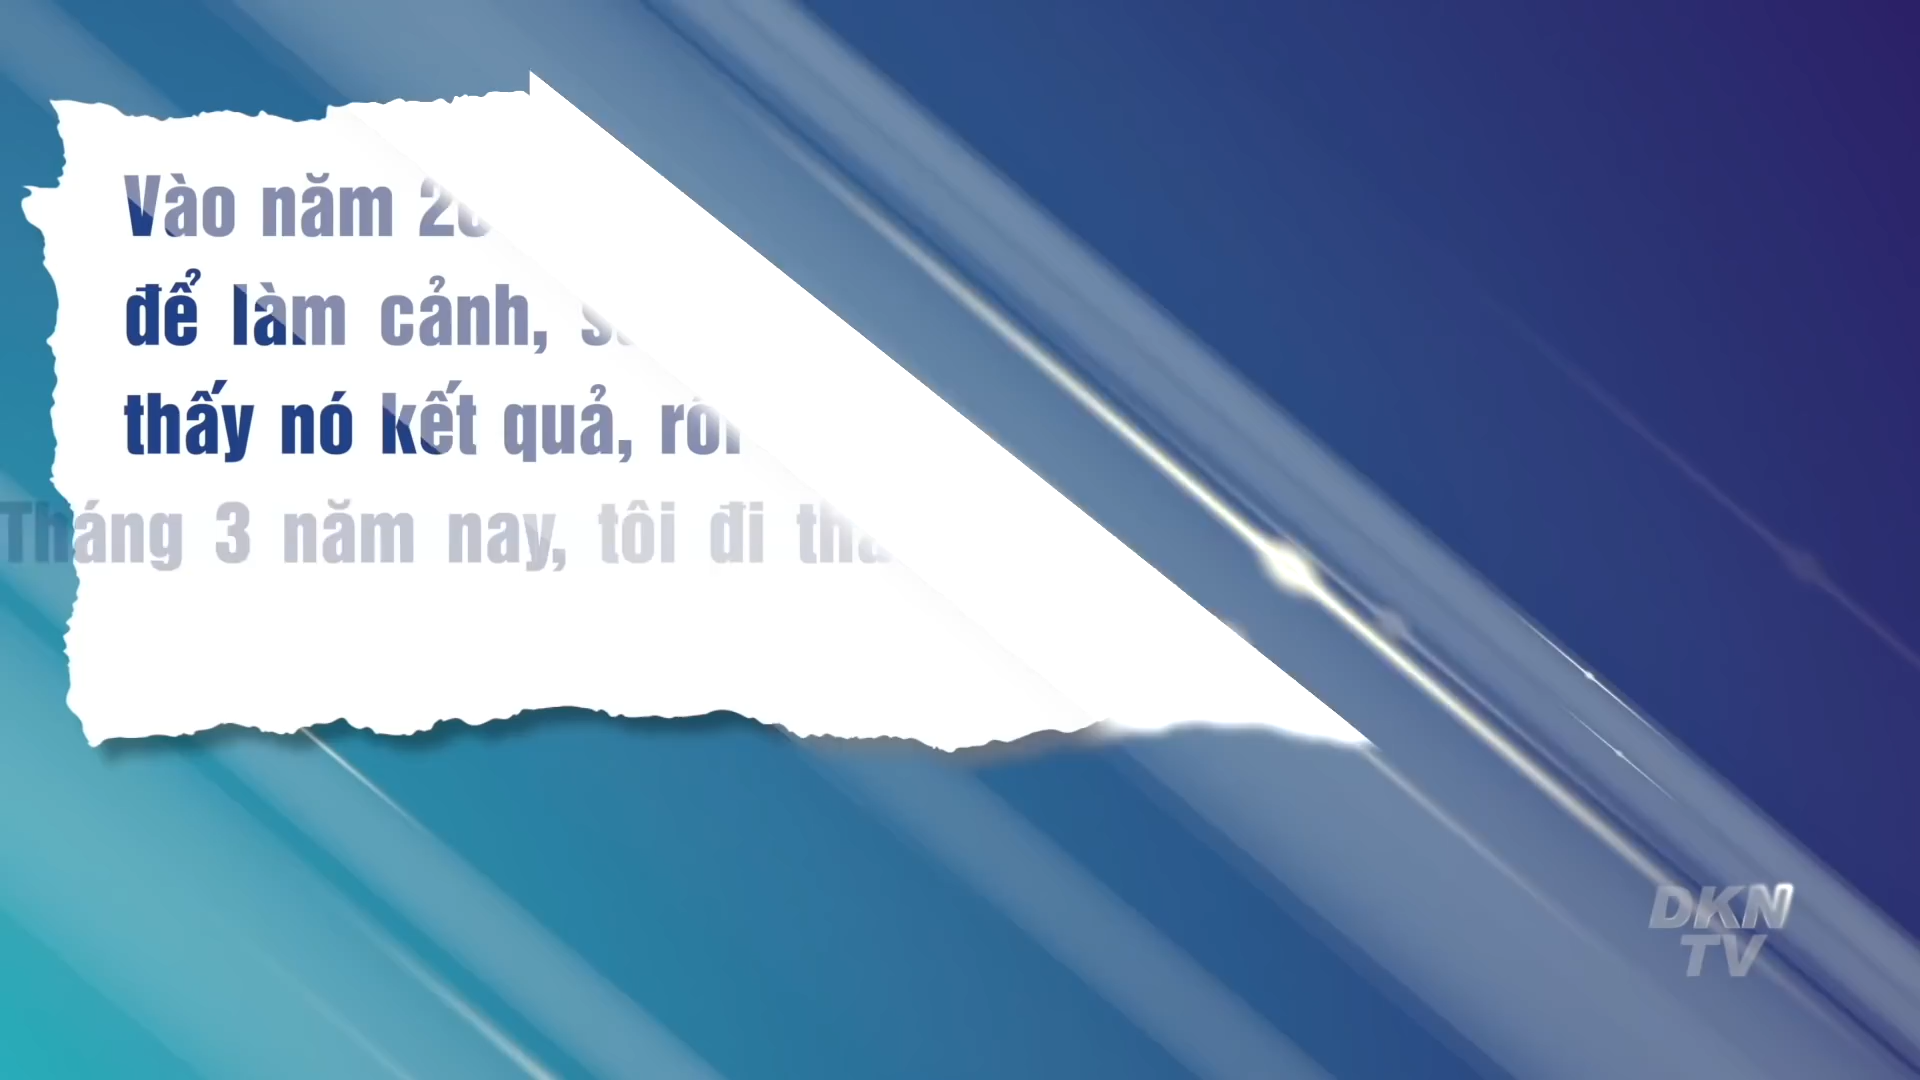 Vào năm
để làm cảnh,
thấy nó kết quả,
Tháng 3 năm nay, tôi đi
DKN
TV